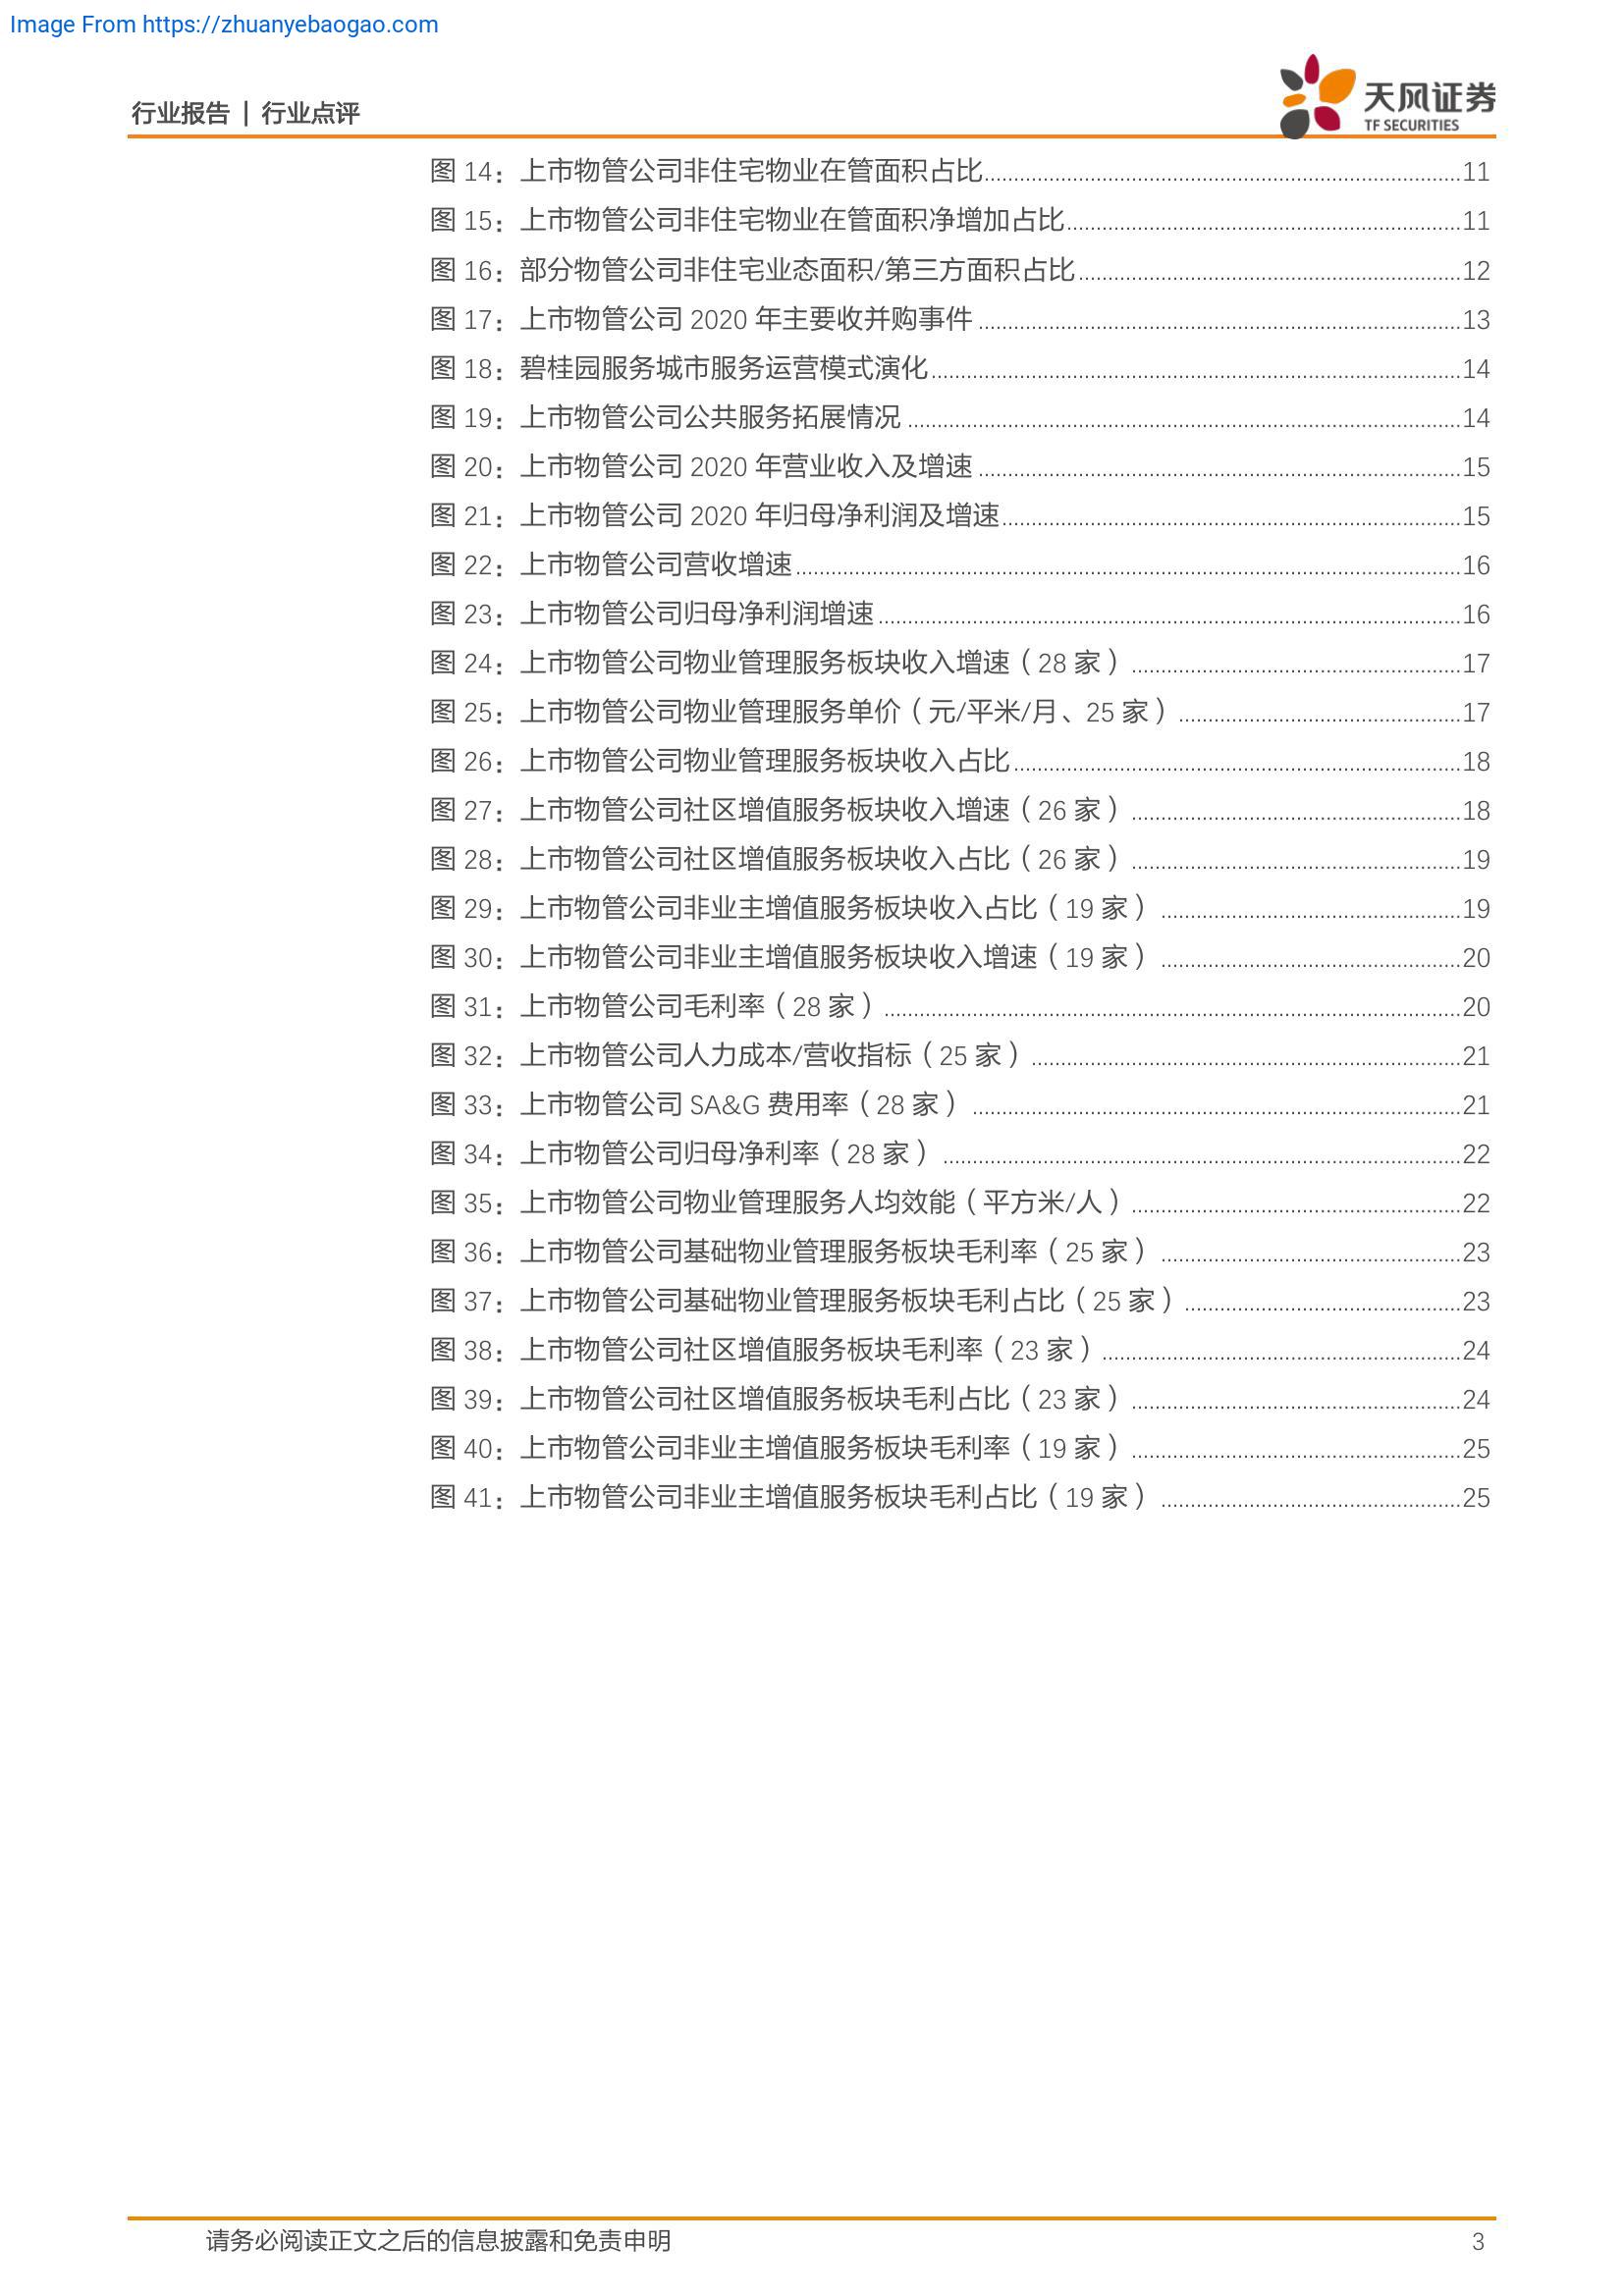 Image From https://zhuanyebaogao.com
行业报告 | 行业点评
天风证券
TF SECURITIES
图 14：上市物管公司非住宅物业在管面积占比 11
图 15：上市物管公司非住宅物业在管面积净增加占比 11
图 16：部分物管公司非住宅业态面积/第三方面积占比 12
图 17：上市物管公司 2020 年主要收并购事件 13
图 18：碧桂园服务城市服务运营模式演化 14
图 19：上市物管公司公共服务拓展情况 14
图 20：上市物管公司 2020 年营业收入及增速 15
图 21：上市物管公司 2020 年归母净利润及增速 15
图 22：上市物管公司营收增速 16
图 23：上市物管公司归母净利润增速 16
图 24：上市物管公司物业管理服务板块收入增速（28 家） 17
图 25：上市物管公司物业管理服务单价（元/平米/月、25 家） 17
图 26：上市物管公司物业管理服务板块收入占比 18
图 27：上市物管公司社区增值服务板块收入增速（26 家） 18
图 28：上市物管公司社区增值服务板块收入占比（26 家） 19
图 29：上市物管公司非业主增值服务板块收入占比（19 家） 19
图 30：上市物管公司非业主增值服务板块收入增速（19 家） 20
图 31：上市物管公司毛利率（28 家） 20
图 32：上市物管公司人力成本/营收指标（25 家） 21
图 33：上市物管公司 SA&G 费用率（28 家） 21
图 34：上市物管公司归母净利率（28 家） 22
图 35：上市物管公司物业管理服务人均效能（平方米/人） 22
图 36：上市物管公司基础物业管理服务板块毛利率（25 家） 23
图 37：上市物管公司基础物业管理服务板块毛利占比（25 家） 23
图 38：上市物管公司社区增值服务板块毛利率（23 家） 24
图 39：上市物管公司社区增值服务板块毛利占比（23 家） 24
图 40：上市物管公司非业主增值服务板块毛利率（19 家） 25
图 41：上市物管公司非业主增值服务板块毛利占比（19 家） 25
请务必阅读正文之后的信息披露和免责申明 3